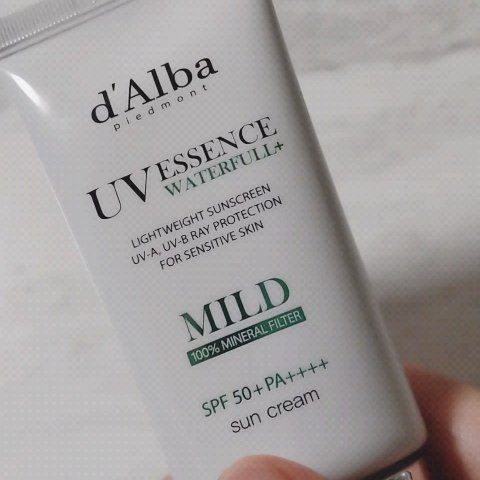 d'Alba
piedmont
UV ESSENCE
WATERFULL+
LIGHTWEIGHT SUNSCREEN
UV-A, UV-B RAY PROTECTION
FOR SENSITIVE SKIN
MILD
100% MINERAL FILTER
SPF 50+ PA++++
sun cream